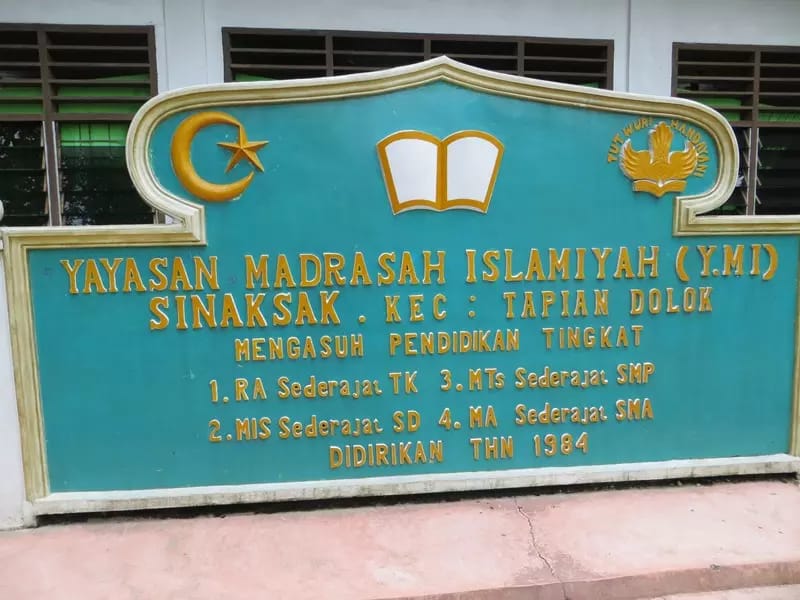 TUT WURI HANDAYANI
YAYASAN MADRASAH ISLAMIYAH (Y.MI)
SINAKSAK . KEC : TAPIAN DOLOK
MENGASUH PENDIDIKAN TINGKAT
1. RA Sederajat TK 3. MTs Sederajat SMP
2. MIS Sederajat SD 4. MA Sederajat SMA
DIDIRIKAN THN 1984